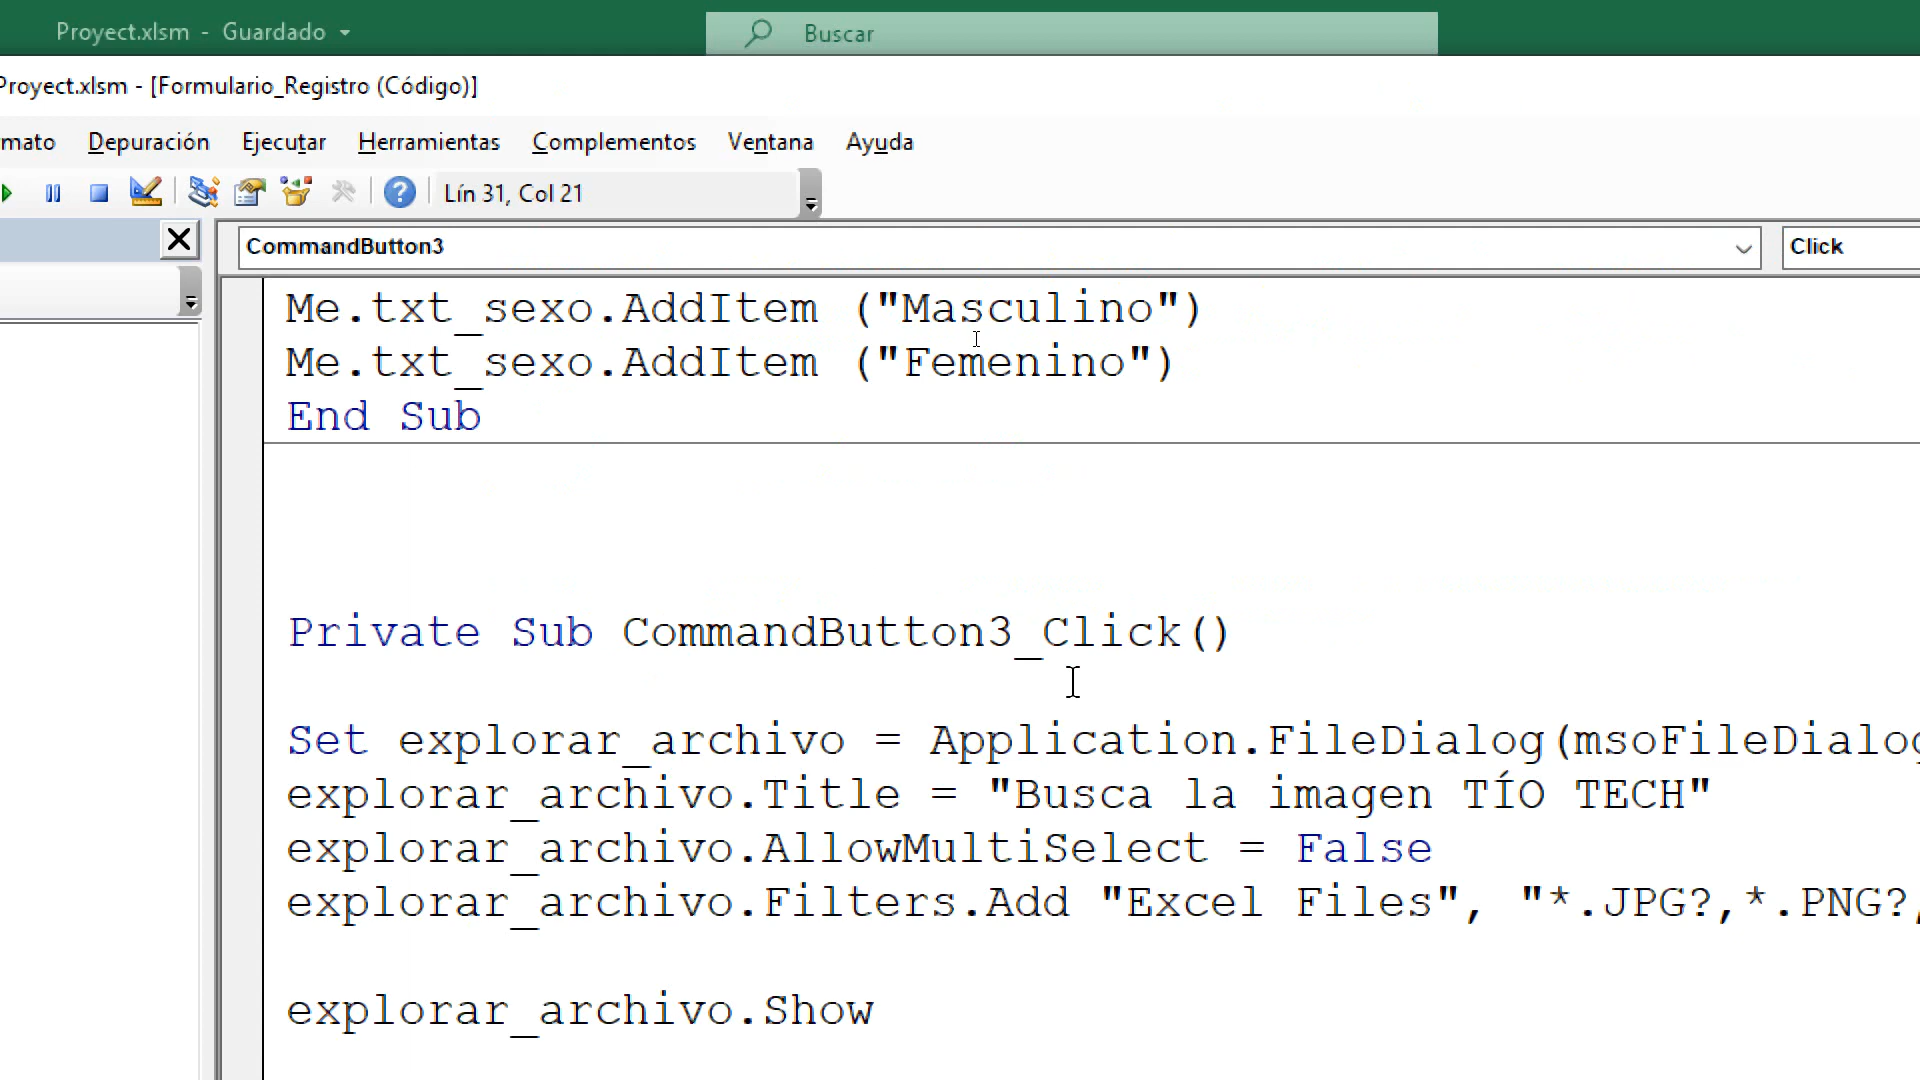 Proyect.xlsm - Guardado
Buscar
Proyect.xlsm - [Formulario_Registro (Código)]
mato Depuración Ejecutar Herramientas Complementos Ventana Ayuda
Lín 31, Col 21
CommandButton3
Click
Me.txt_sexo.AddItem ("Masculino")
Me.txt_sexo.AddItem ("Femenino")
End Sub
Private Sub CommandButton3_Click()
Set explorar_archivo = Application.FileDialog(msoFileDialog
explorar_archivo.Title = "Busca la imagen TÍO TECH"
explorar_archivo.AllowMultiSelect = False
explorar_archivo.Filters.Add "Excel Files", "*.JPG?,*.PNG?,
explorar_archivo.Show